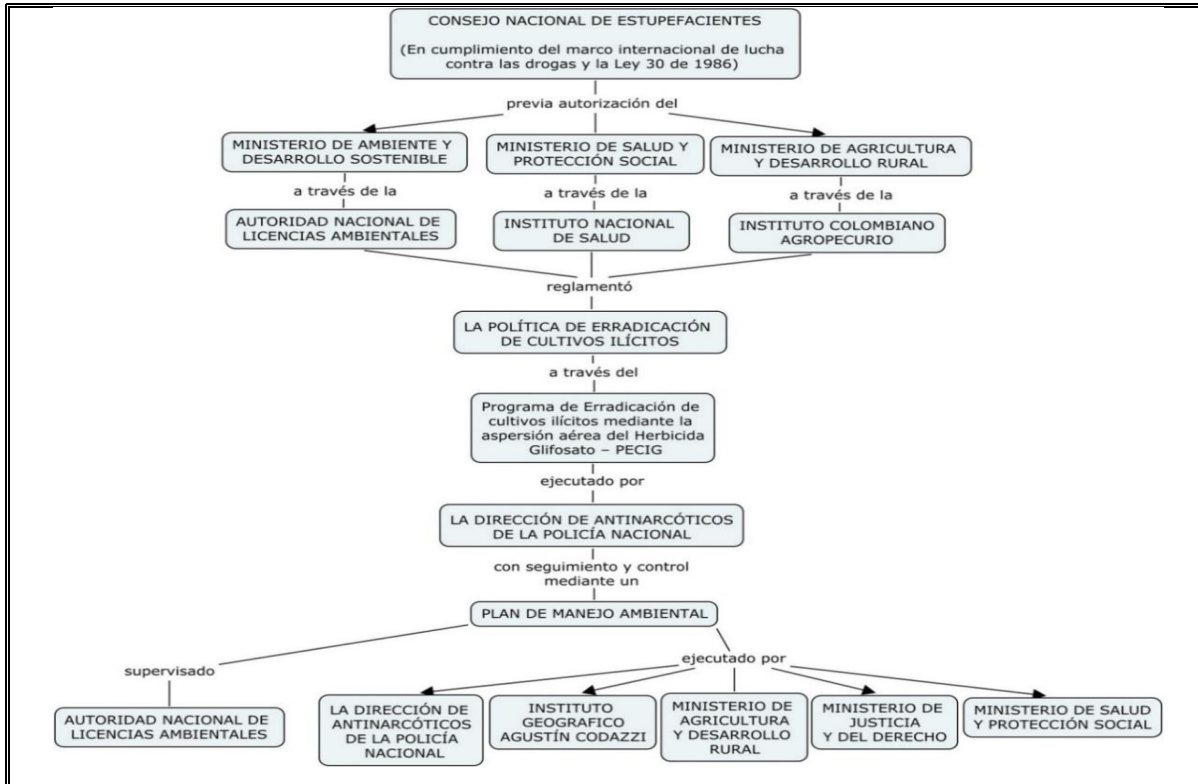 CONSEJO NACIONAL DE ESTUPEFACIENTES
(En cumplimiento del marco internacional de lucha
contra las drogas y la Ley 30 de 1986)
previa autorización del
MINISTERIO DE AMBIENTE Y
DESARROLLO SOSTENIBLE
MINISTERIO DE SALUD Y
PROTECCIÓN SOCIAL
MINISTERIO DE AGRICULTURA
Y DESARROLLO RURAL
a través de la
a través de la
a través de la
AUTORIDAD NACIONAL DE
LICENCIAS AMBIENTALES
INSTITUTO NACIONAL
DE SALUD
INSTITUTO COLOMBIANO
AGROPECURIO
reglamentó
LA POLÍTICA DE ERRADICACIÓN
DE CULTIVOS ILÍCITOS
a través del
Programa de Erradicación de
cultivos ilícitos mediante la
aspersión aérea del Herbicida
Glifosato – PECIG
ejecutado por
LA DIRECCIÓN DE ANTINARCÓTICOS
DE LA POLICÍA NACIONAL
con seguimiento y control
mediante un
PLAN DE MANEJO AMBIENTAL
supervisado
ejecutado por
AUTORIDAD NACIONAL DE
LICENCIAS AMBIENTALES
LA DIRECCIÓN DE
ANTINARCÓTICOS
DE LA POLICÍA
NACIONAL
INSTITUTO
GEOGRAFICO
AGUSTÍN CODAZZI
MINISTERIO DE
AGRICULTURA
Y DESARROLLO
RURAL
MINISTERIO DE
JUSTICIA
Y DEL DERECHO
MINISTERIO DE SALUD
Y PROTECCIÓN SOCIAL